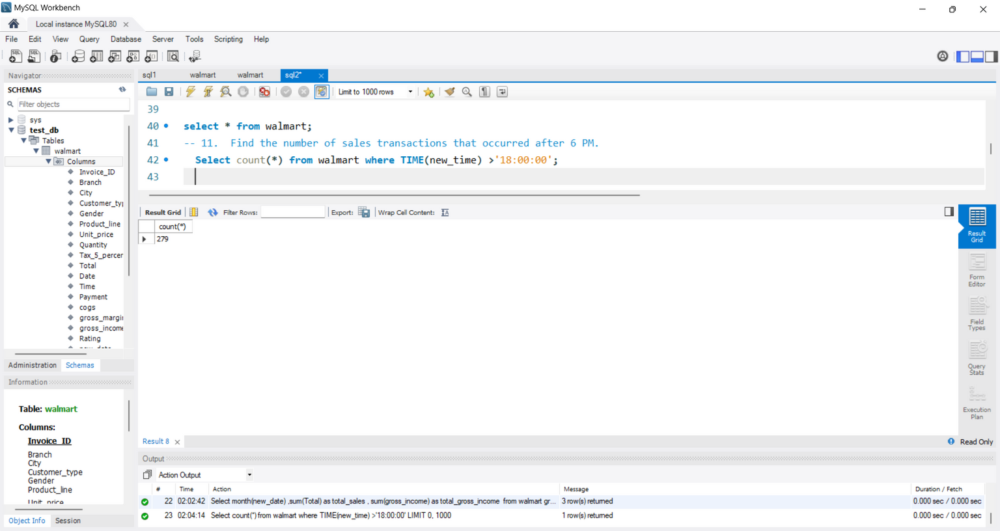 MySQL Workbench
Local instance MySQL80
File Edit View Query Database Server Tools Scripting Help
Navigator
SCHEMAS
Filter objects
sys
test_db
Tables
walmart
Columns
Invoice_ID
Branch
City
Customer_ty
Gender
Product_line
Unit_price
Quantity
Tax_5_percer
Total
Date
Time
Payment
cogs
gross_margi
gross_income
Rating
Administration Schemas
Information
Table: walmart
Columns:
Invoice_ID
Branch
City
Customer_type
Gender
Product_line
Unit_price
Object Info Session
sql1 walmart walmart sql2*
Limit to 1000 rows
39
40 select * from walmart;
41 -- 11. Find the number of sales transactions that occurred after 6 PM.
42 Select count(*) from walmart where TIME(new_time) >'18:00:00';
43
Result Grid Filter Rows: Export: Wrap Cell Content:
count(*)
279
Result Grid
Form Editor
Field Types
Query Stats
Execution Plan
Result 8 Read Only
Output
Action Output
# Time Action Message Duration / Fetch
22 02:02:42 Select month(new_date) ,sum(Total) as total_sales , sum(gross_income) as total_gross_income from walmart gr... 3 row(s) returned 0.000 sec / 0.000 sec
23 02:04:14 Select count(*) from walmart where TIME(new_time) >'18:00:00' LIMIT 0, 1000 1 row(s) returned 0.000 sec / 0.000 sec